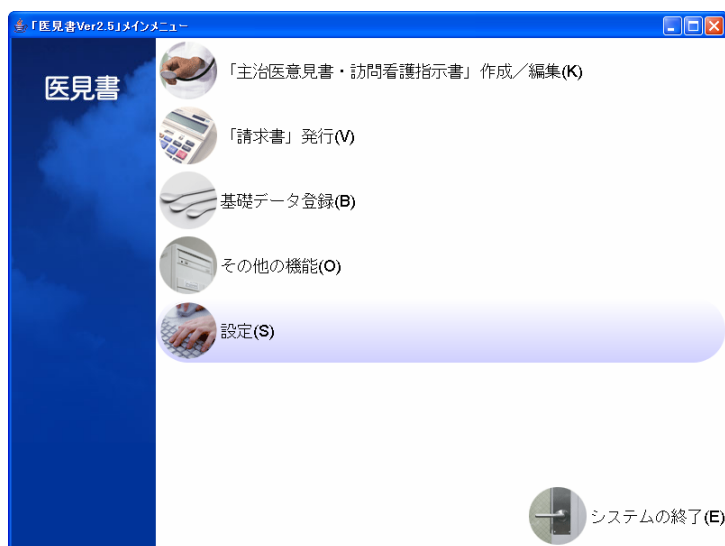 「医見書Ver2.5」メインメニュー
医見書
「主治医意見書・訪問看護指示書」作成／編集(K)
「請求書」発行(V)
基礎データ登録(B)
その他の機能(O)
設定(S)
システムの終了(E)